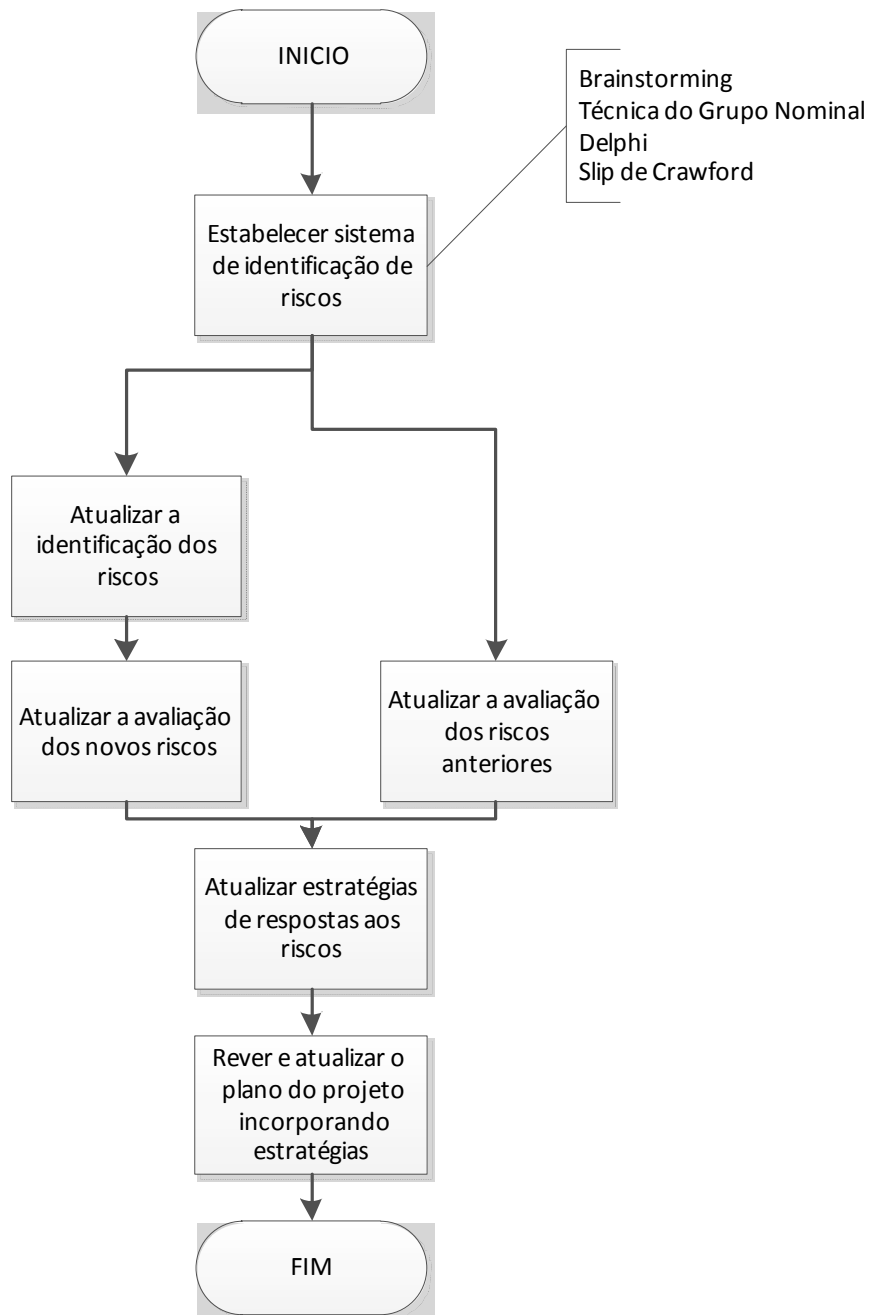 INICIO
Brainstorming
Técnica do Grupo Nominal
Delphi
Slip de Crawford
Estabelecer sistema
de identificação de
riscos
Atualizar a
identificação dos
riscos
Atualizar a avaliação
dos novos riscos
Atualizar a avaliação
dos riscos
anteriores
Atualizar estratégias
de respostas aos
riscos
Rever e atualizar o
plano do projeto
incorporando
estratégias
FIM